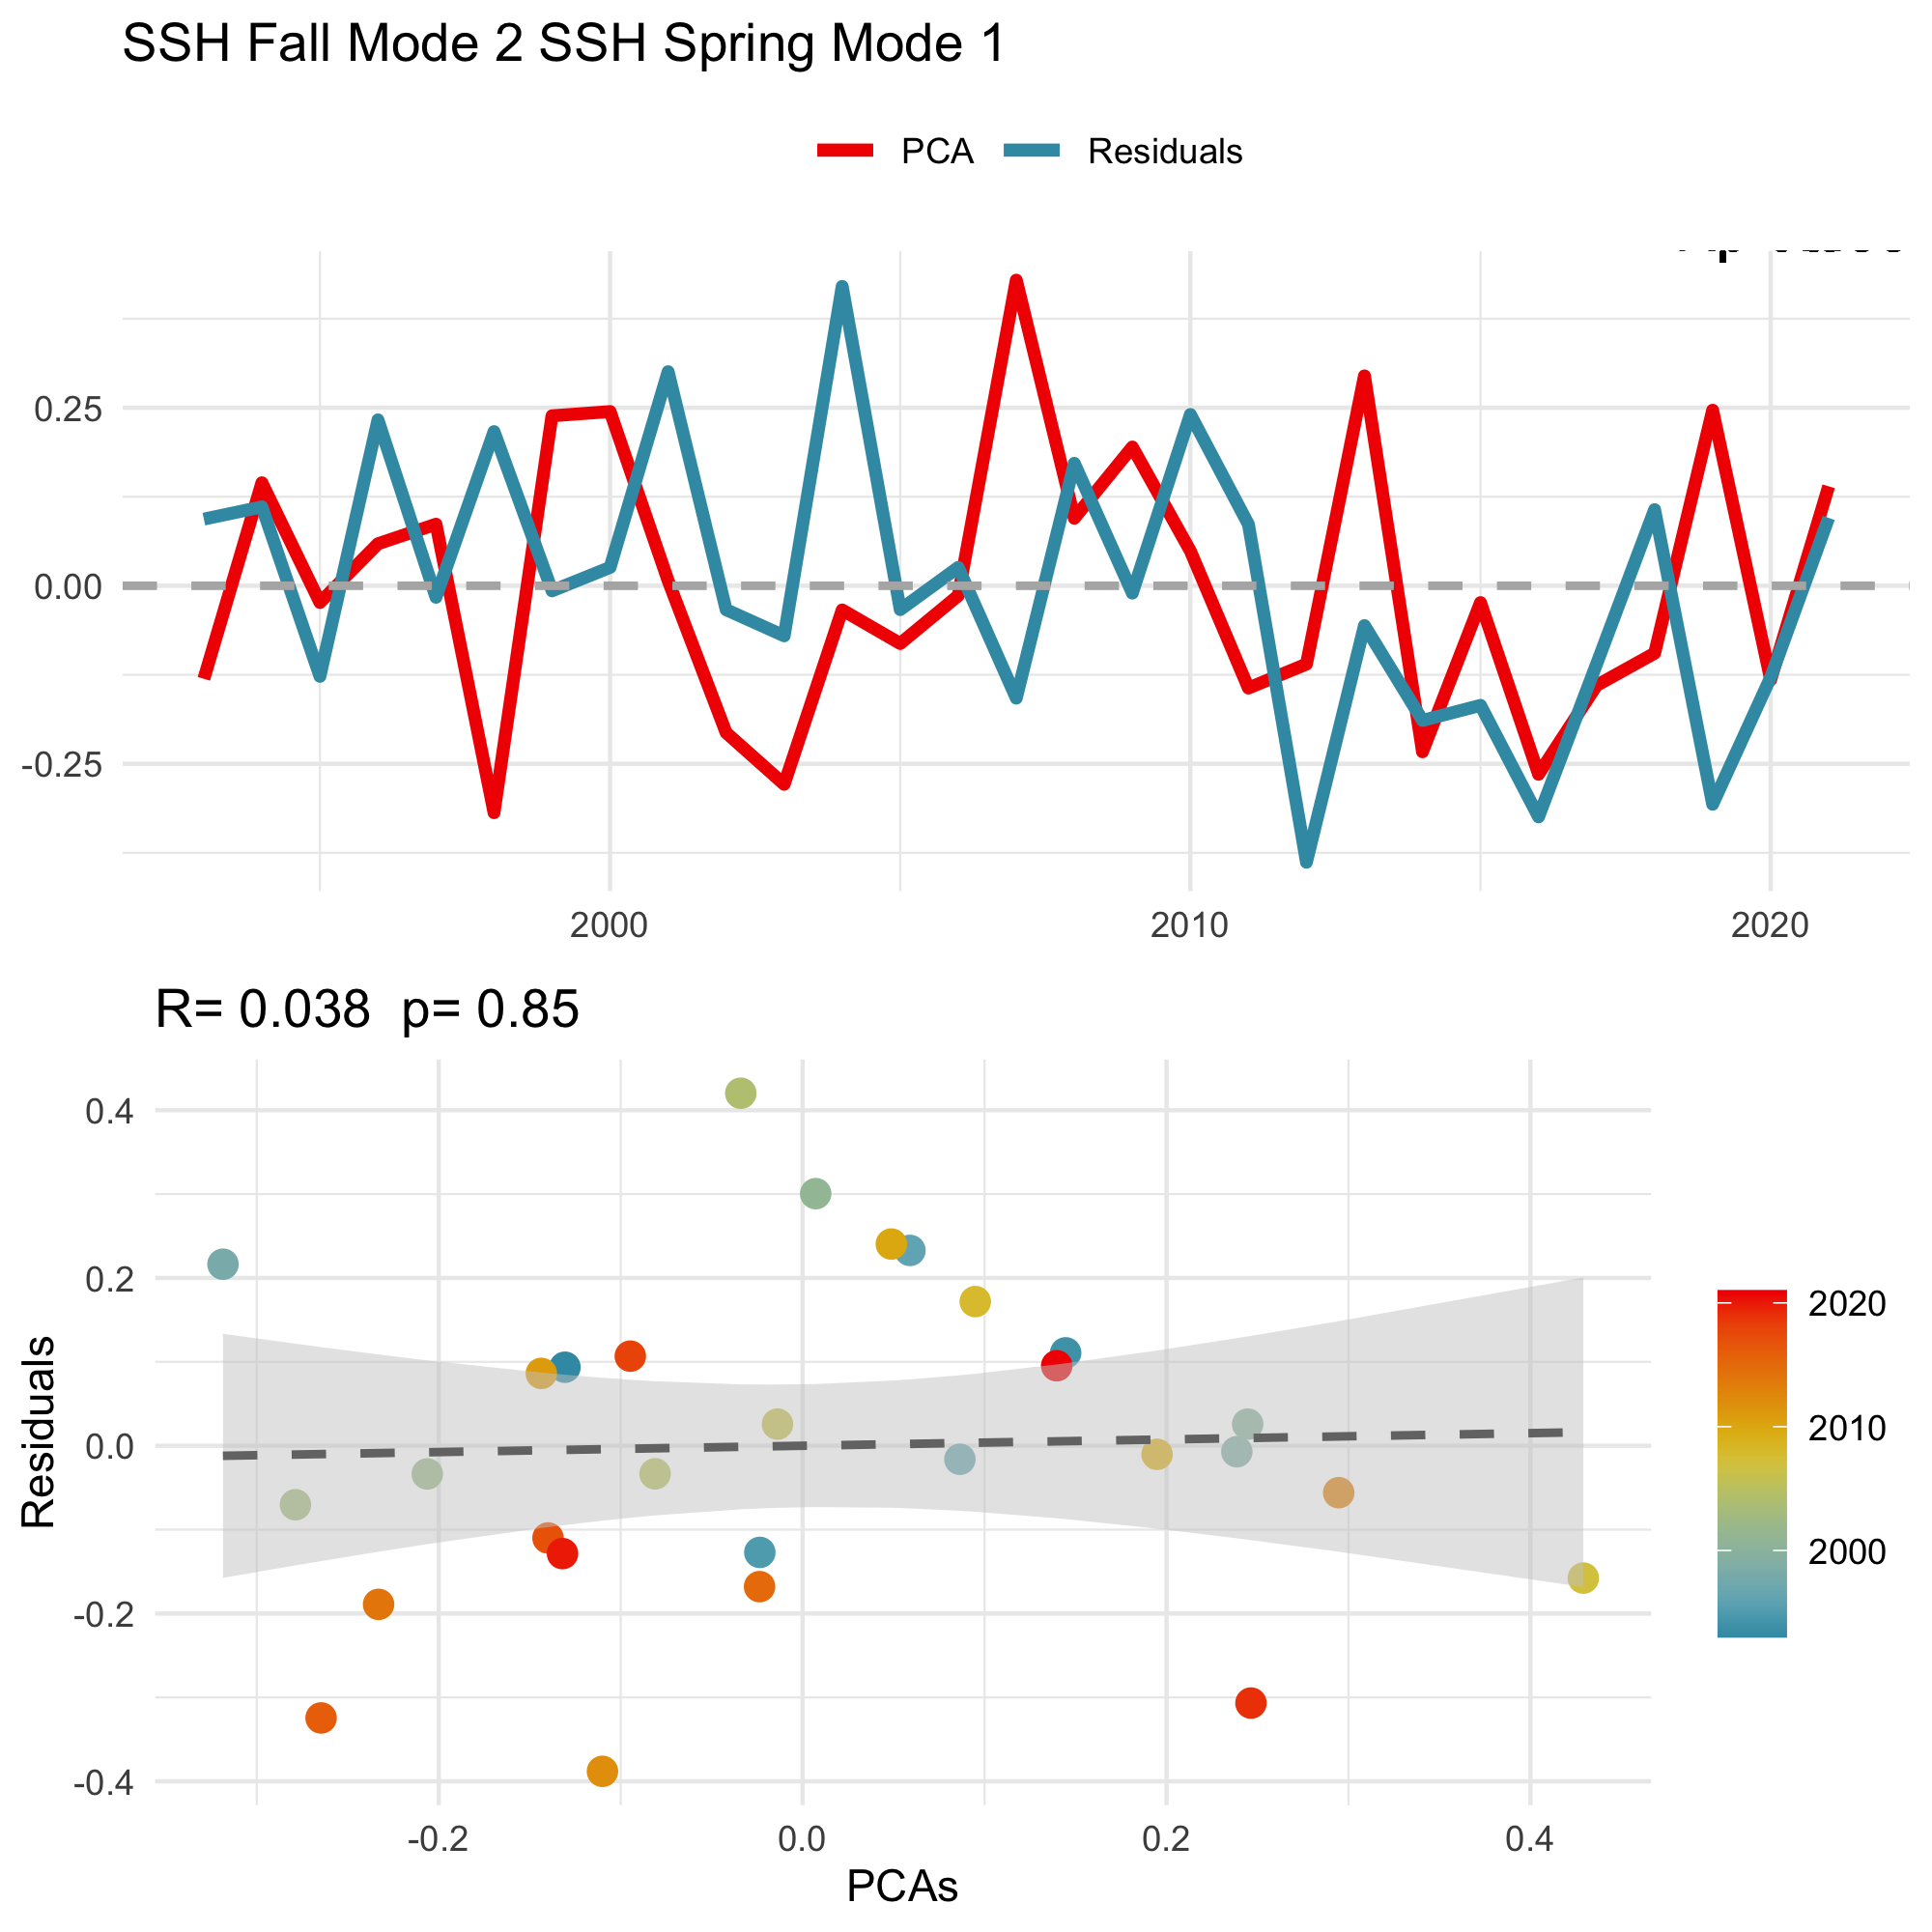 SSH Fall Mode 2 SSH Spring Mode 1
PCA Residuals
0.25
0.00
-0.25
2000 2010 2020
R= 0.038 p= 0.85
Residuals
0.4
0.2
0.0
-0.2
-0.4
-0.2 0.0 0.2 0.4
PCAs
2020
2010
2000